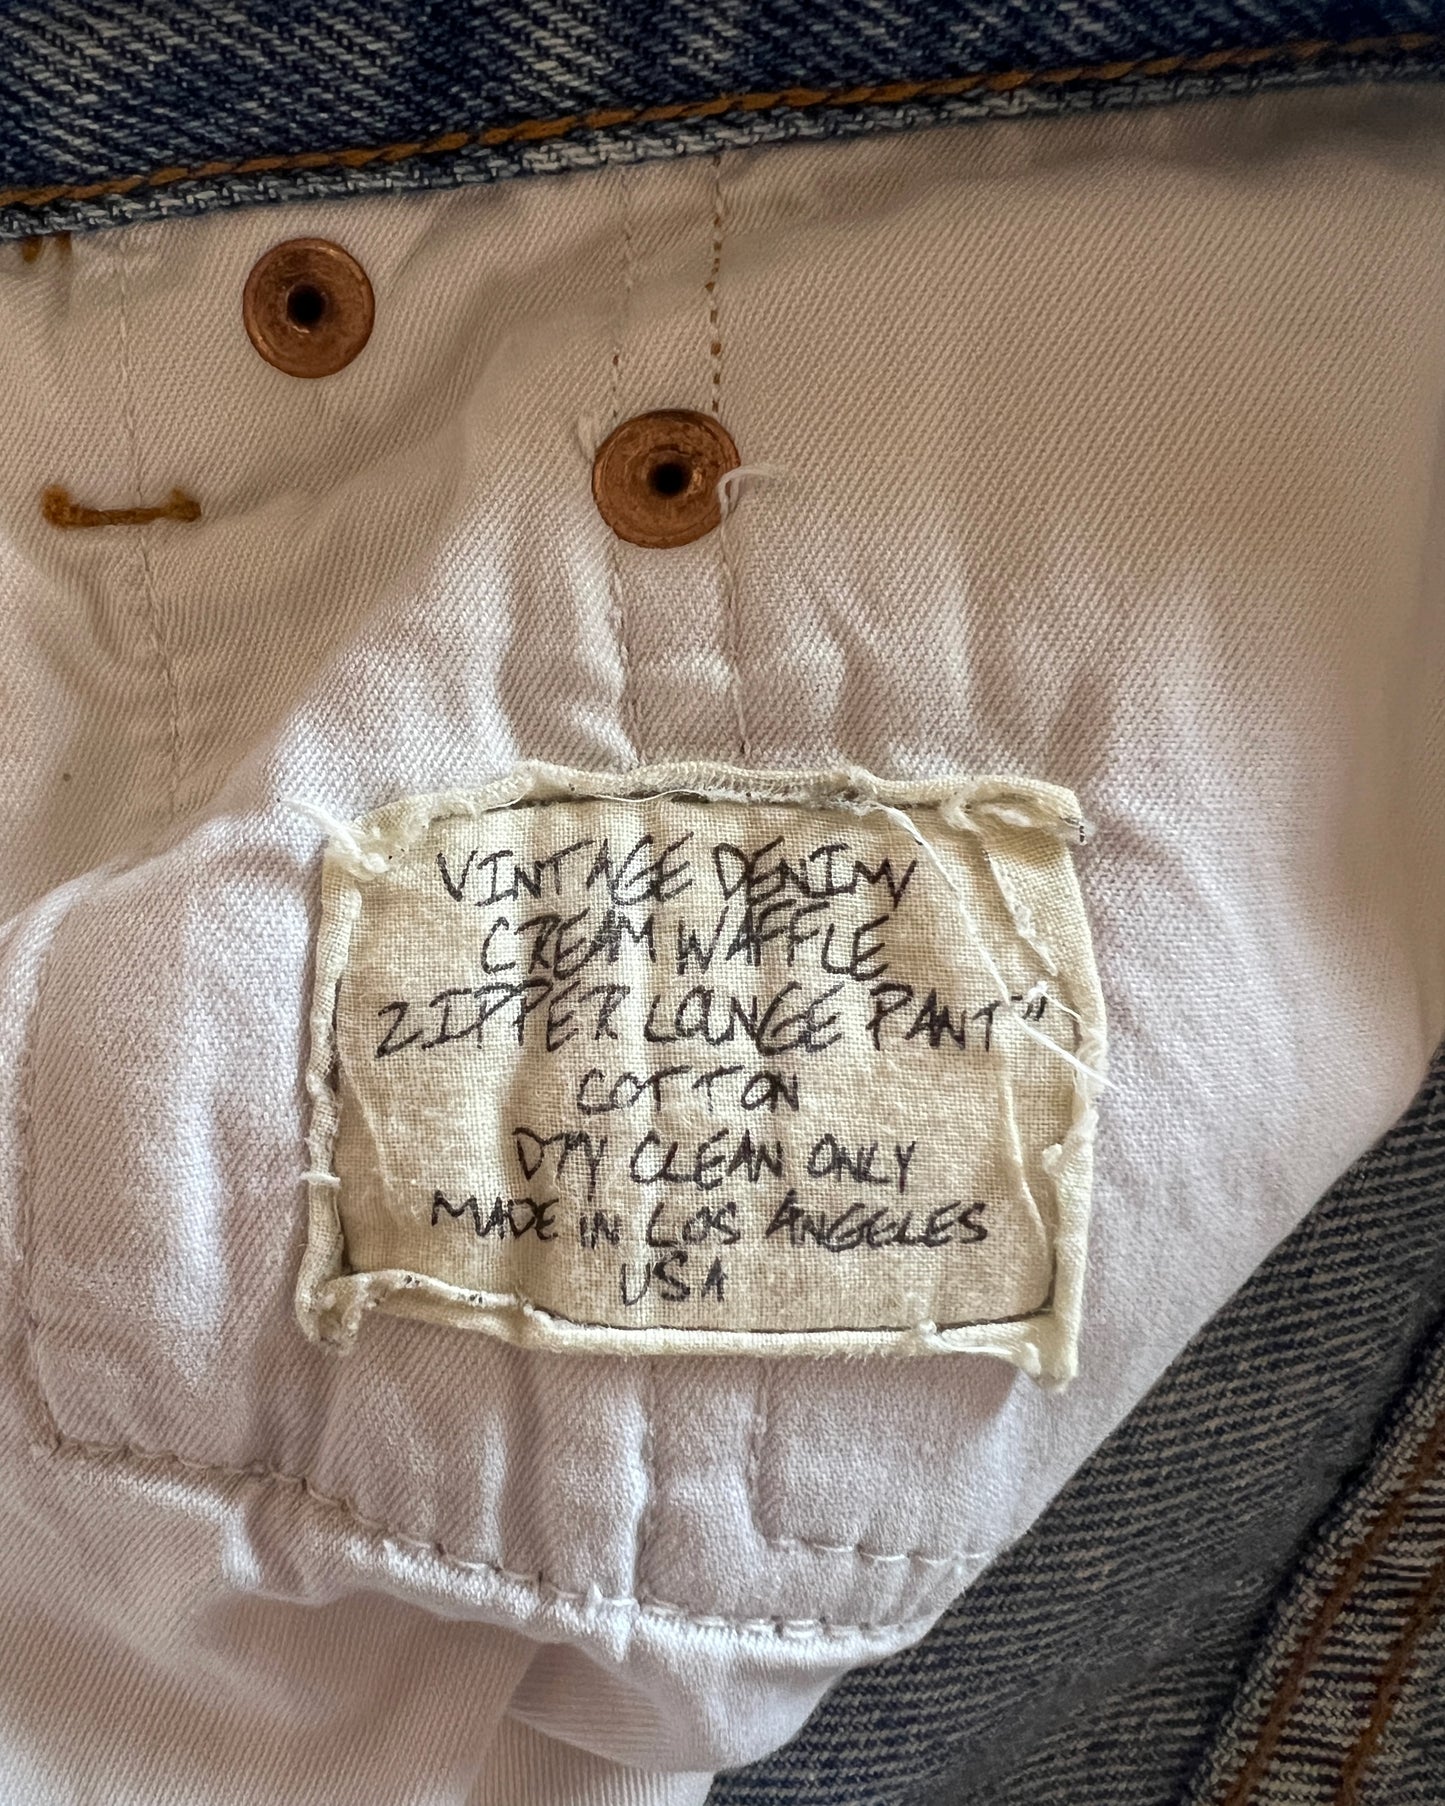 VINTAGE DENIM/
CREAM WAFFLE
ZIPPER LOUNGE PANT"
COTTON
DRY CLEAN ONLY
MADE IN LOS ANGELES
USA